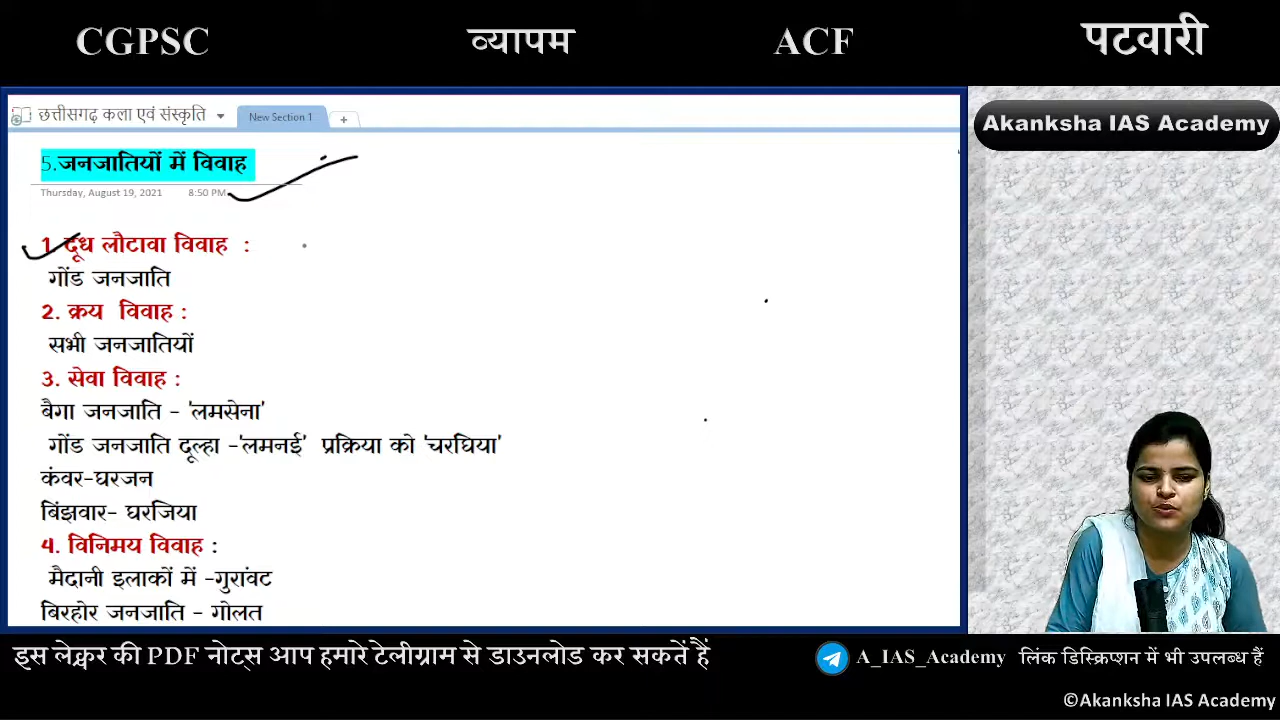 CGPSC व्यापम ACF पटवारी
छत्तीसगढ़ कला एवं संस्कृति New Section 1 +
Akanksha IAS Academy
5.जनजातियों में विवाह
Thursday, August 19, 2021 8:50 PM
1. दूध लौटावा विवाह :
गोंड जनजाति
2. क्रय विवाह :
सभी जनजातियों
3. सेवा विवाह :
बैगा जनजाति - 'लमसेना'
गोंड जनजाति दूल्हा -'लमनई' प्रक्रिया को 'चरघिया'
कंवर-घरजन
बिंझवार- घरजिया
4. विनिमय विवाह :
मैदानी इलाकों में -गुरांवट
बिरहोर जनजाति - गोलत
इस लेक्चर की PDF नोट्स आप हमारे टेलीग्राम से डाउनलोड कर सकतें हैं A_IAS_Academy लिंक डिस्क्रिप्शन में भी उपलब्ध हैं
©Akanksha IAS Academy